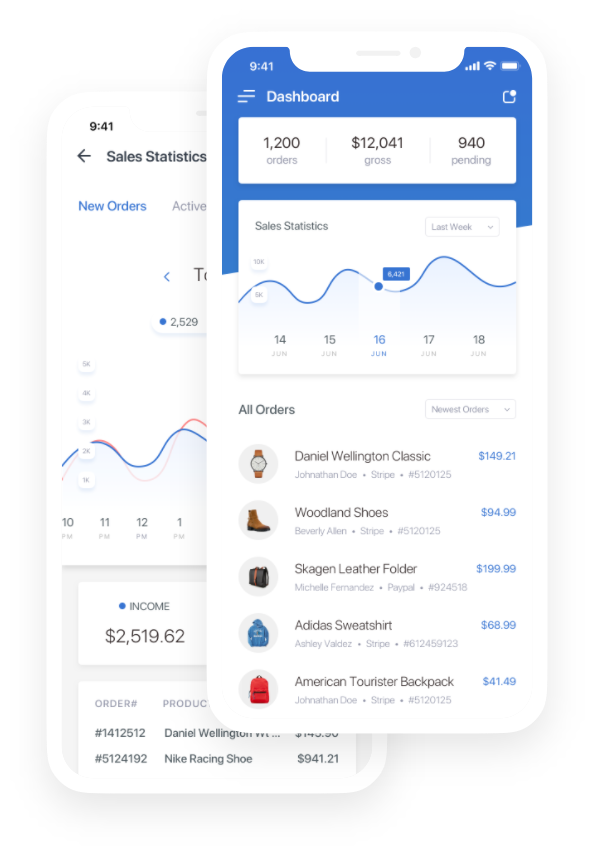 9:41
Dashboard
1,200 $12,041 940
orders gross pending
Sales Statistics Last Week
10K
6,421
5K
14 15 16 17 18
JUN JUN JUN JUN JUN
All Orders Newest Orders
Daniel Wellington Classic $149.21
Johnathan Doe • Stripe • #5120125
Woodland Shoes $94.99
Beverly Allen • Stripe • #5120125
Skagen Leather Folder $199.99
Michelle Fernandez • Paypal • #924518
Adidas Sweatshirt $68.99
Ashley Valdez • Stripe • #612459123
American Tourister Backpack $41.49
Johnathan Doe • Stripe • #5120125
9:41
Sales Statistics
New Orders Active
2,529
5K
4K
3K
2K
1K
10 11 12 1
PM PM PM PM
INCOME
$2,519.62
ORDER#
#1412512 Daniel Wellington
#5124192 Nike Racing Shoe $941.21